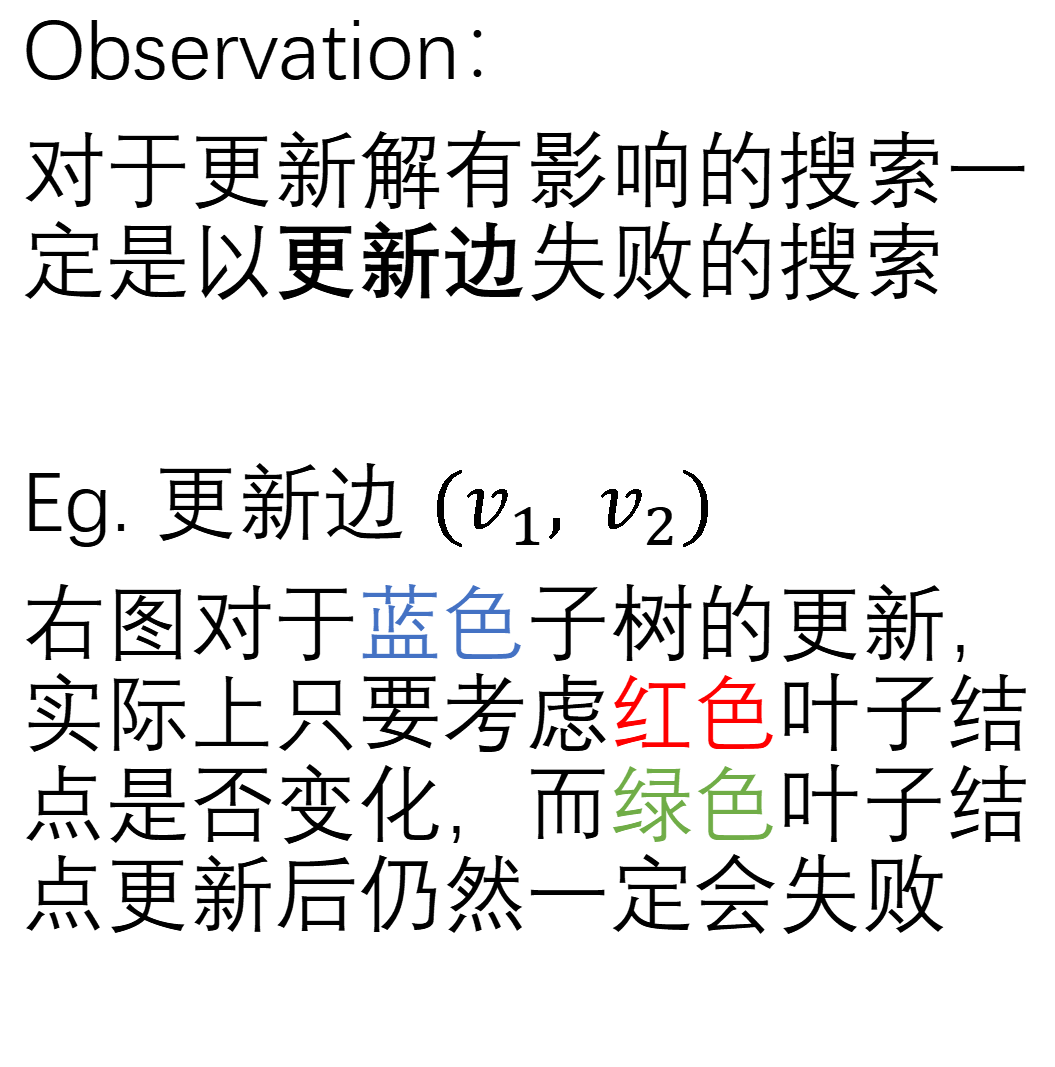 Observation：
对于更新解有影响的搜索一
定是以更新边失败的搜索
Eg. 更新边 (v₁, v₂)
右图对于蓝色子树的更新，
实际上只要考虑红色叶子结
点是否变化，而绿色叶子结
点更新后仍然一定会失败